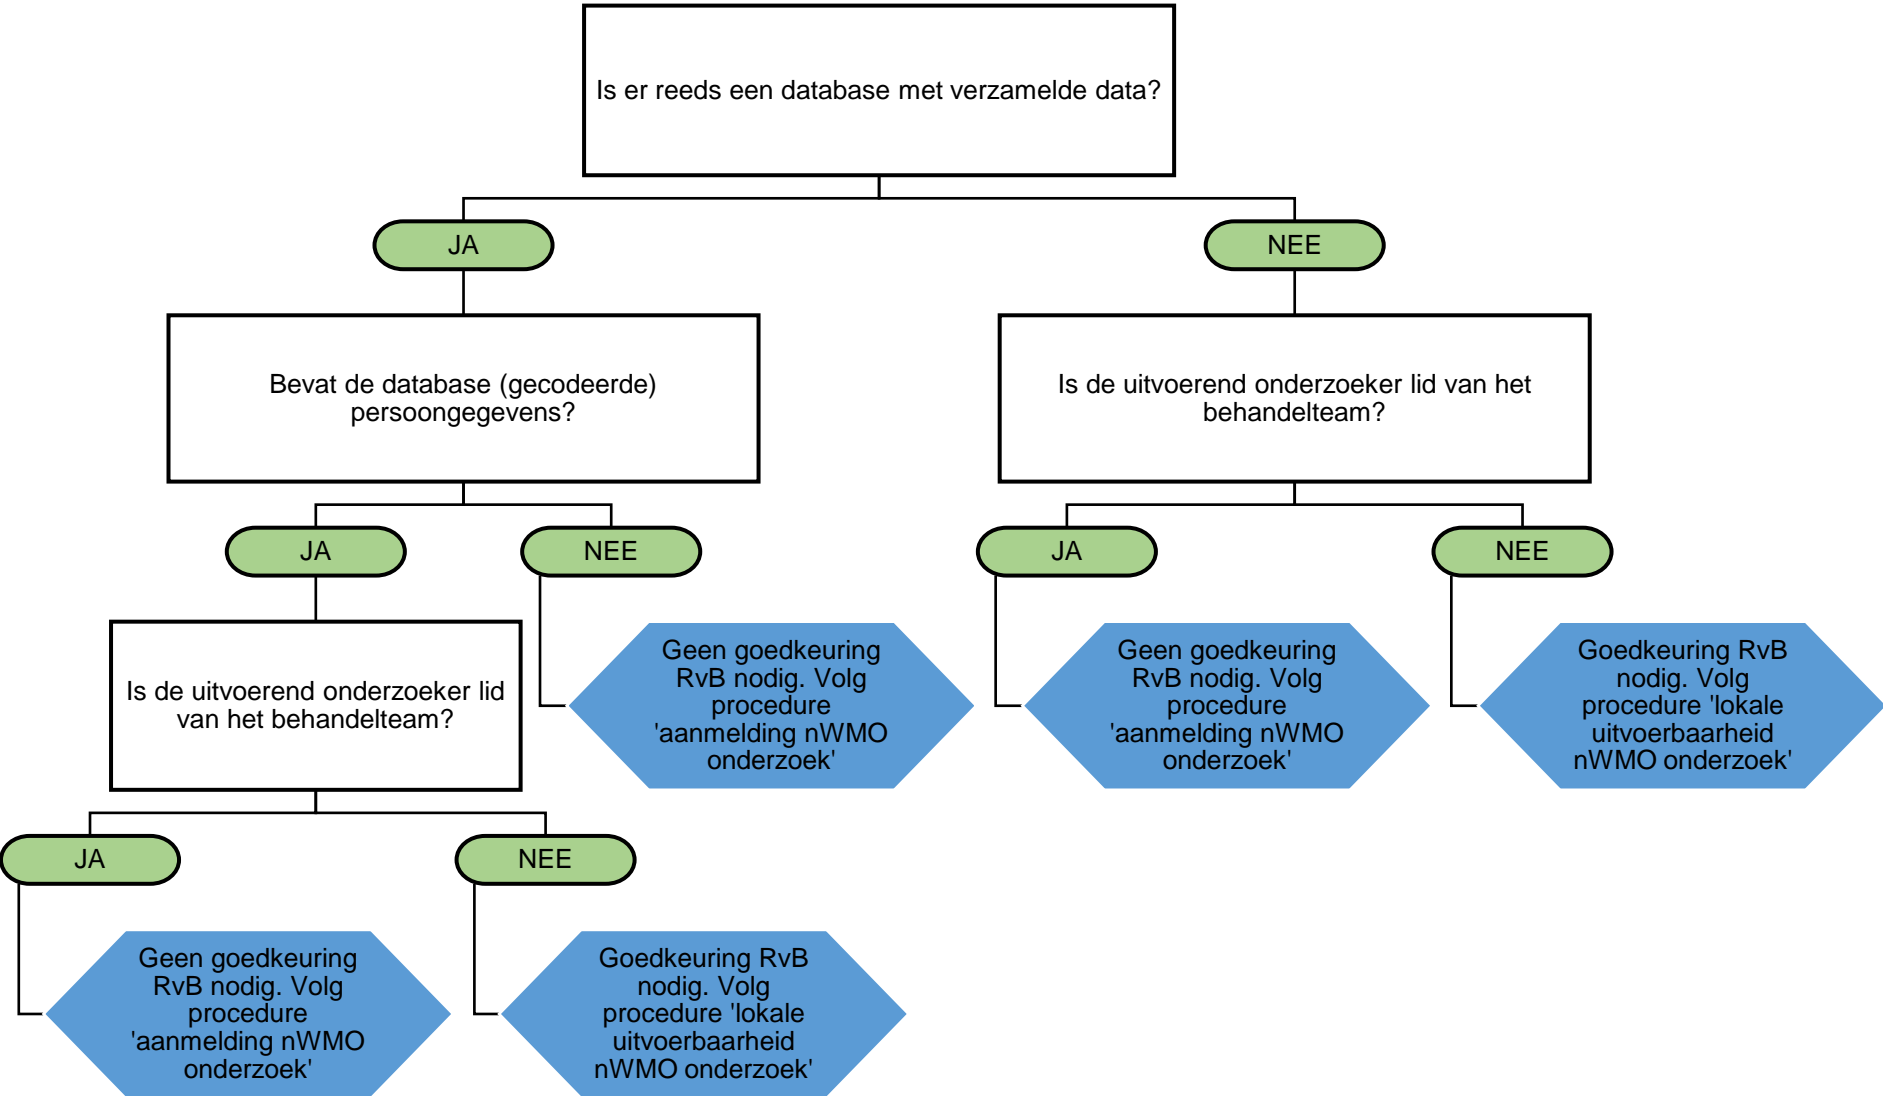 Is er reeds een database met verzamelde data?
JA
NEE
Bevat de database (gecodeerde)
persoongegevens?
Is de uitvoerend onderzoeker lid van het
behandelteam?
JA
NEE
JA
NEE
Is de uitvoerend onderzoeker lid
van het behandelteam?
Geen goedkeuring
RvB nodig. Volg
procedure
'aanmelding nWMO
onderzoek'
Geen goedkeuring
RvB nodig. Volg
procedure
'aanmelding nWMO
onderzoek'
Goedkeuring RvB
nodig. Volg
procedure 'lokale
uitvoerbaarheid
nWMO onderzoek'
JA
NEE
Geen goedkeuring
RvB nodig. Volg
procedure
'aanmelding nWMO
onderzoek'
Goedkeuring RvB
nodig. Volg
procedure 'lokale
uitvoerbaarheid
nWMO onderzoek'